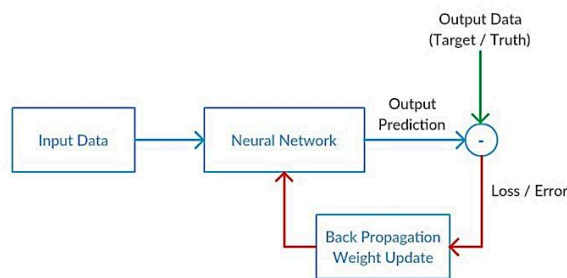 Output Data
(Target / Truth)
Input Data
Neural Network
Output
Prediction
-
Loss / Error
Back Propagation
Weight Update